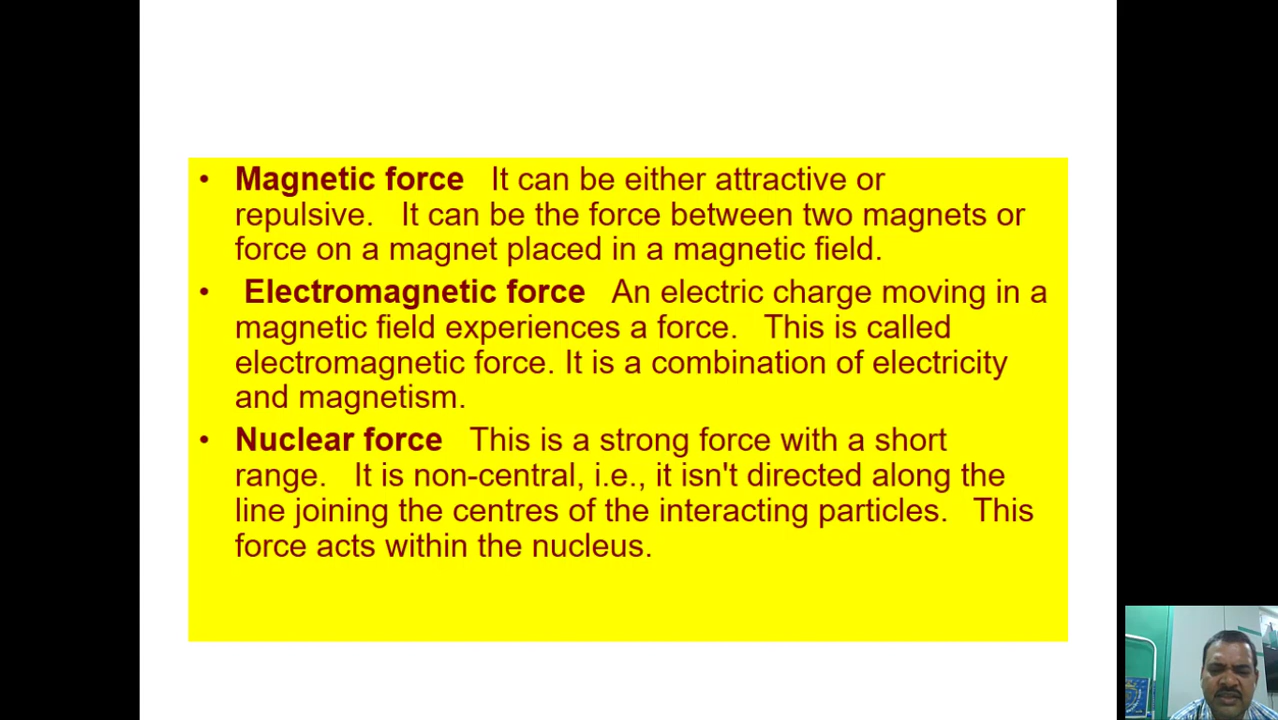 • Magnetic force It can be either attractive or
repulsive. It can be the force between two magnets or
force on a magnet placed in a magnetic field.
• Electromagnetic force An electric charge moving in a
magnetic field experiences a force. This is called
electromagnetic force. It is a combination of electricity
and magnetism.
• Nuclear force This is a strong force with a short
range. It is non-central, i.e., it isn't directed along the
line joining the centres of the interacting particles. This
force acts within the nucleus.